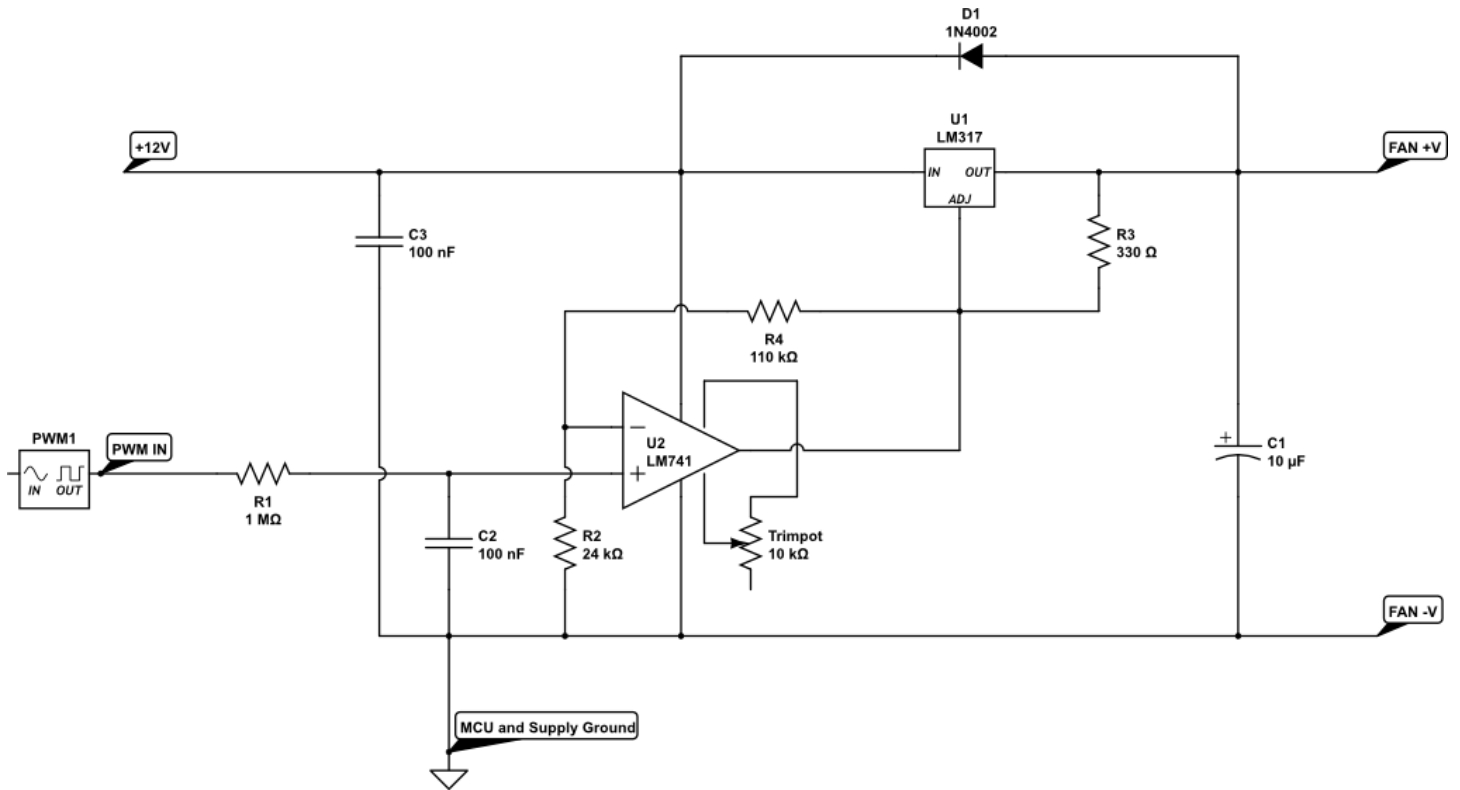 D1
1N4002
+12V
U1
LM317
FAN +V
IN OUT
ADJ
C3
100 nF
R3
330 Ω
R4
110 kΩ
PWM1
PWM IN
IN OUT
R1
1 MΩ
−
U2
LM741
+
+
C1
10 µF
C2
100 nF
R2
24 kΩ
Trimpot
10 kΩ
FAN -V
MCU and Supply Ground